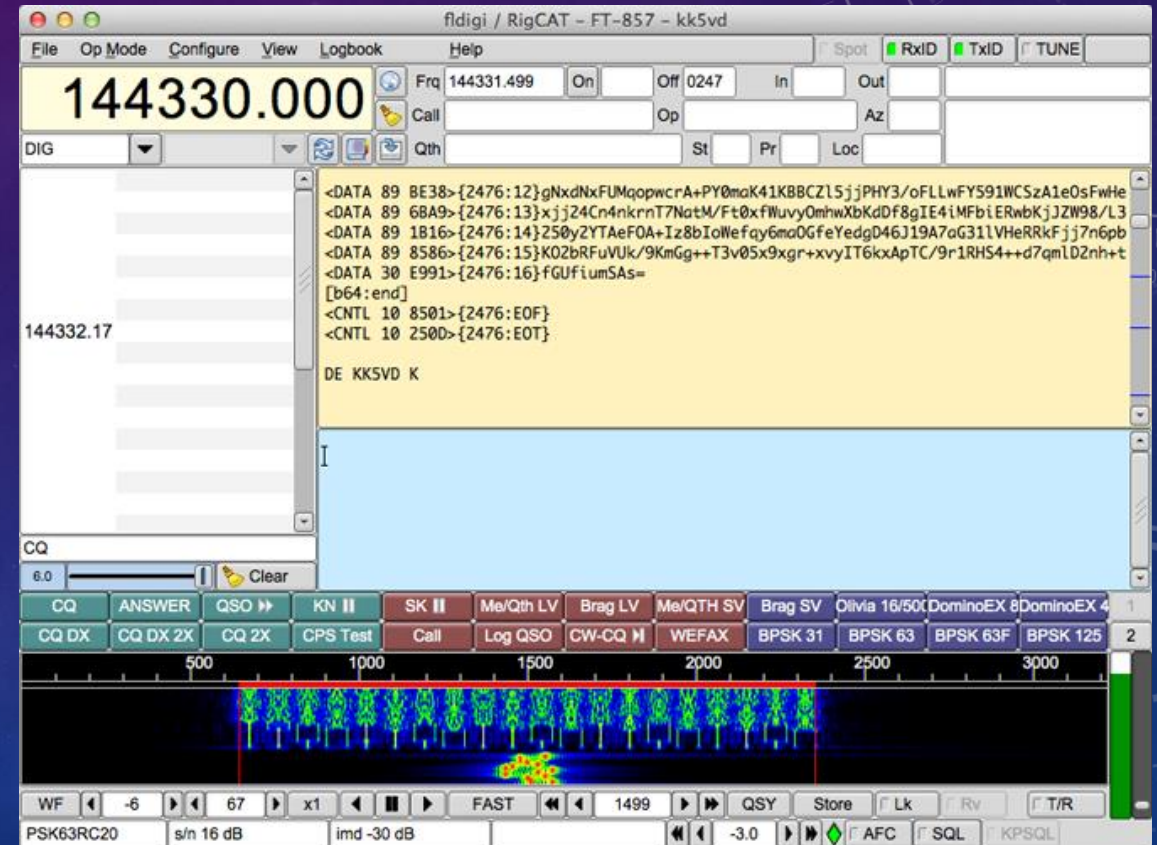 fldigi / RigCAT - FT-857 - kk5vd
File Op Mode Configure View Logbook Help Spot RxID TxID TUNE
144330.000 Frq 144331.499 On Off 0247 In Out
Call Op Az
DIG Qth St Pr Loc
<DATA 89 BE38>{2476:12}gNxdNxFUMqopwcrA+PY0maK41KBBCZl5jjPHY3/oFLLwFY591WCSzA1eOsFwHe
<DATA 89 6BA9>{2476:13}xjj24Cn4nkrnT7NatM/Ft0xfWuvyOmhwXbKdDf8gIE4iMFbiERwbKjJZW98/L3
<DATA 89 1B16>{2476:14}250y2YTAeFOA+Iz8bIoWefqy6maOGfeYedgD46J19A7aG31lVHeRRkFjj7n6pb
<DATA 89 8586>{2476:15}KO2bRFuVUk/9KmGg++T3v05x9xgr+xvyIT6kxApTC/9r1RHS4++d7qmlD2nh+t
<DATA 30 E991>{2476:16}fGUfiumSAs=
[b64:end]
<CNTL 10 8501>{2476:EOF}
<CNTL 10 250D>{2476:EOT}
144332.17
DE KK5VD K
CQ
6.0 Clear
CQ ANSWER QSO KN SK Me/Qth LV Brag LV Me/QTH SV Brag SV Olivia 16/500 DominoEX 8 DominoEX 4 1
CQ DX CQ DX 2X CQ 2X CPS Test Call Log QSO CW-CQ WEFAX BPSK 31 BPSK 63 BPSK 63F BPSK 125 2
500 1000 1500 2000 2500 3000
WF -6 67 x1 FAST 1499 QSY Store Lk Rv T/R
PSK63RC20 s/n 16 dB imd -30 dB -3.0 AFC SQL KPSQL